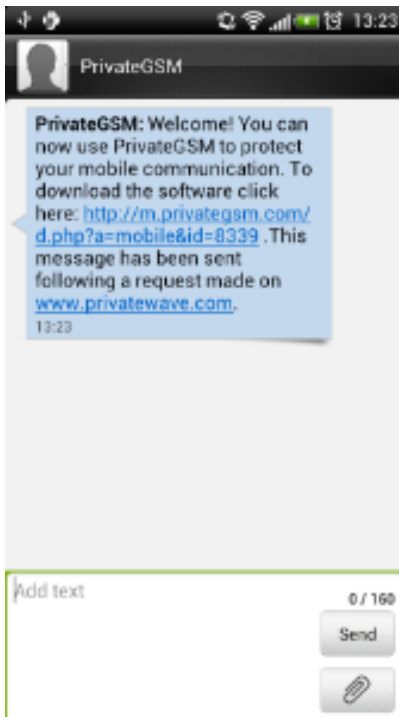 13:23
PrivateGSM
PrivateGSM: Welcome! You can
now use PrivateGSM to protect
your mobile communication. To
download the software click
here: http://m.privategsm.com/
d.php?a=mobile&id=8339 .This
message has been sent
following a request made on
www.privatewave.com.
13:23
Add text
0 / 160
Send